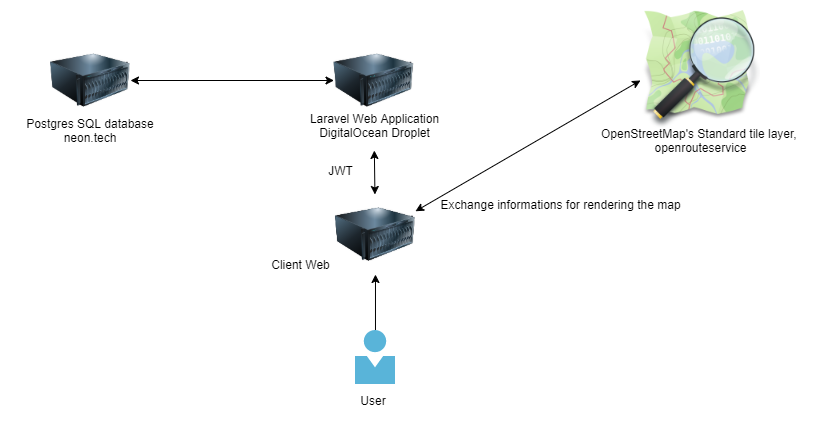 Postgres SQL database
neon.tech
Laravel Web Application
DigitalOcean Droplet
OpenStreetMap's Standard tile layer,
openrouteservice
JWT
Exchange informations for rendering the map
Client Web
User